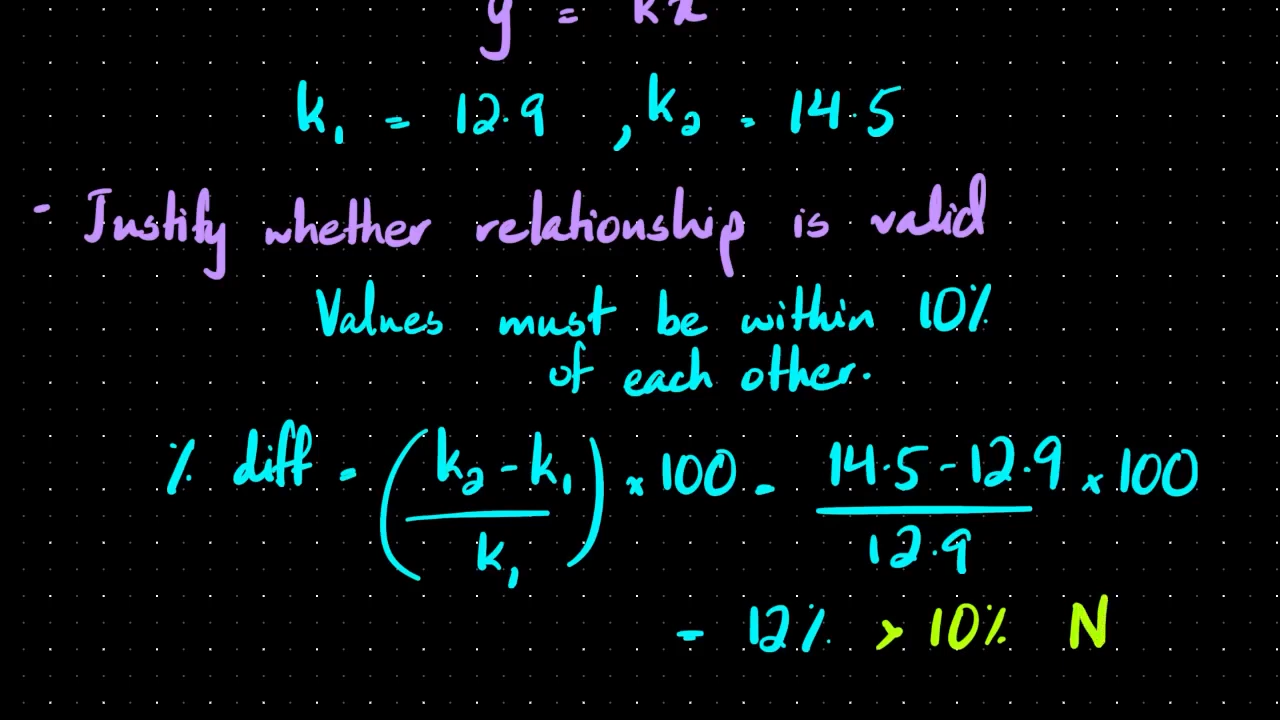 y = kx
k₁ = 12.9 , k₂ = 14.5
- Justify whether relationship is valid
Values must be within 10%
of each other.
% diff = (k₂ - k₁ / k₁) × 100 = 14.5 - 12.9 / 12.9 × 100
= 12% > 10% N